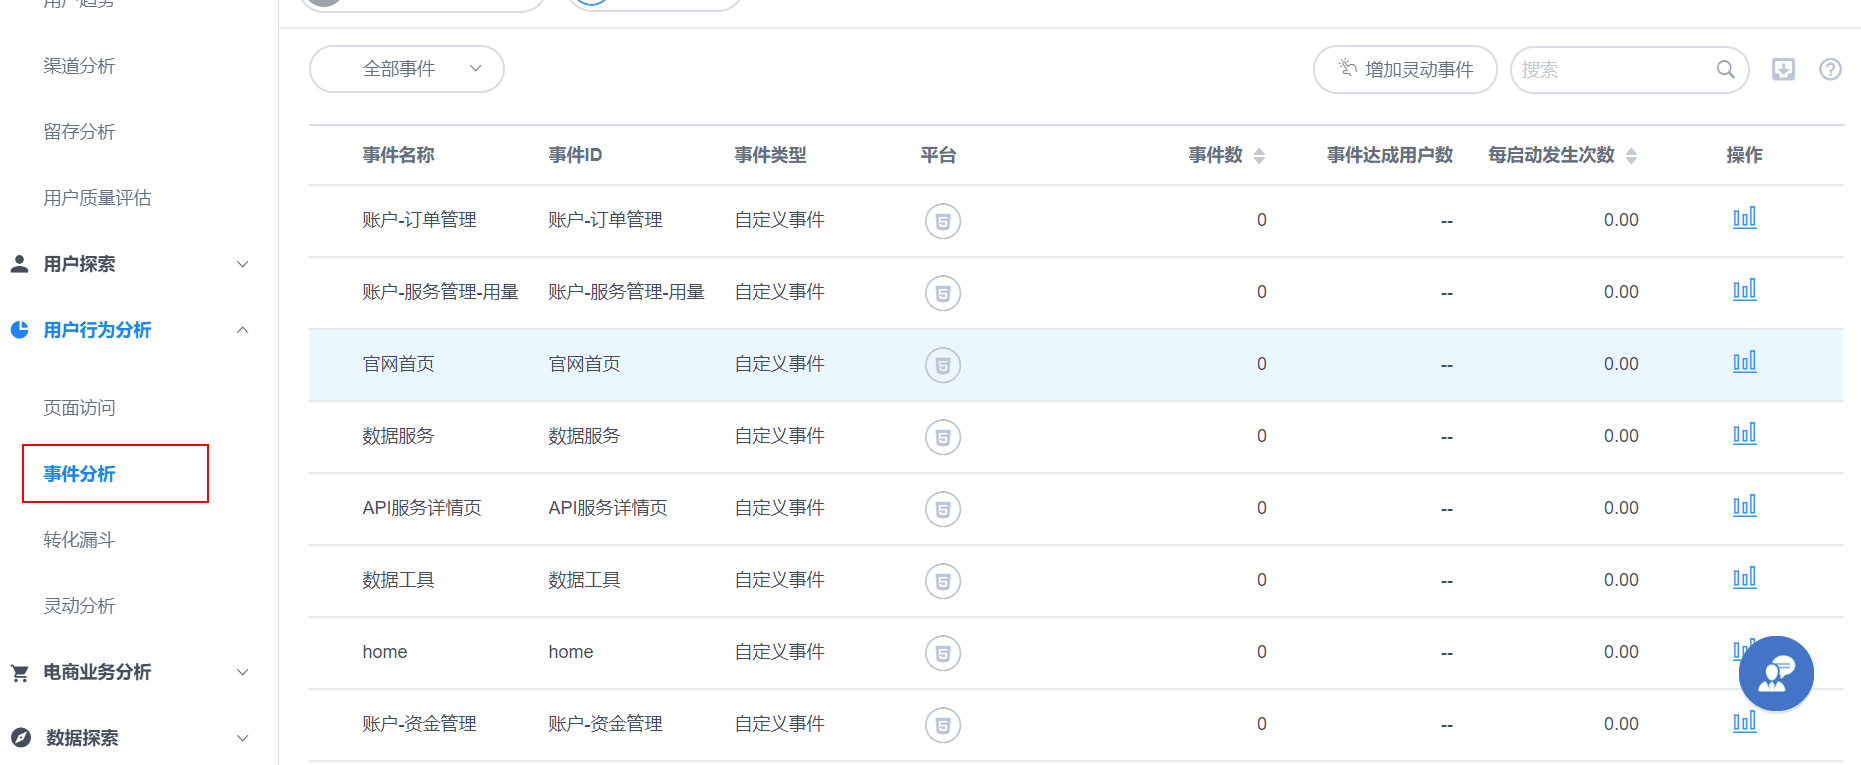 用户趋势
渠道分析
留存分析
用户质量评估
用户探索
用户行为分析
页面访问
事件分析
转化漏斗
灵动分析
电商业务分析
数据探索
全部事件
增加灵动事件
搜索
事件名称 事件ID 事件类型 平台 事件数 事件达成用户数 每启动发生次数 操作
账户-订单管理 账户-订单管理 自定义事件 0 -- 0.00
账户-服务管理-用量 账户-服务管理-用量 自定义事件 0 -- 0.00
官网首页 官网首页 自定义事件 0 -- 0.00
数据服务 数据服务 自定义事件 0 -- 0.00
API服务详情页 API服务详情页 自定义事件 0 -- 0.00
数据工具 数据工具 自定义事件 0 -- 0.00
home home 自定义事件 0 -- 0.00
账户-资金管理 账户-资金管理 自定义事件 0 -- 0.00